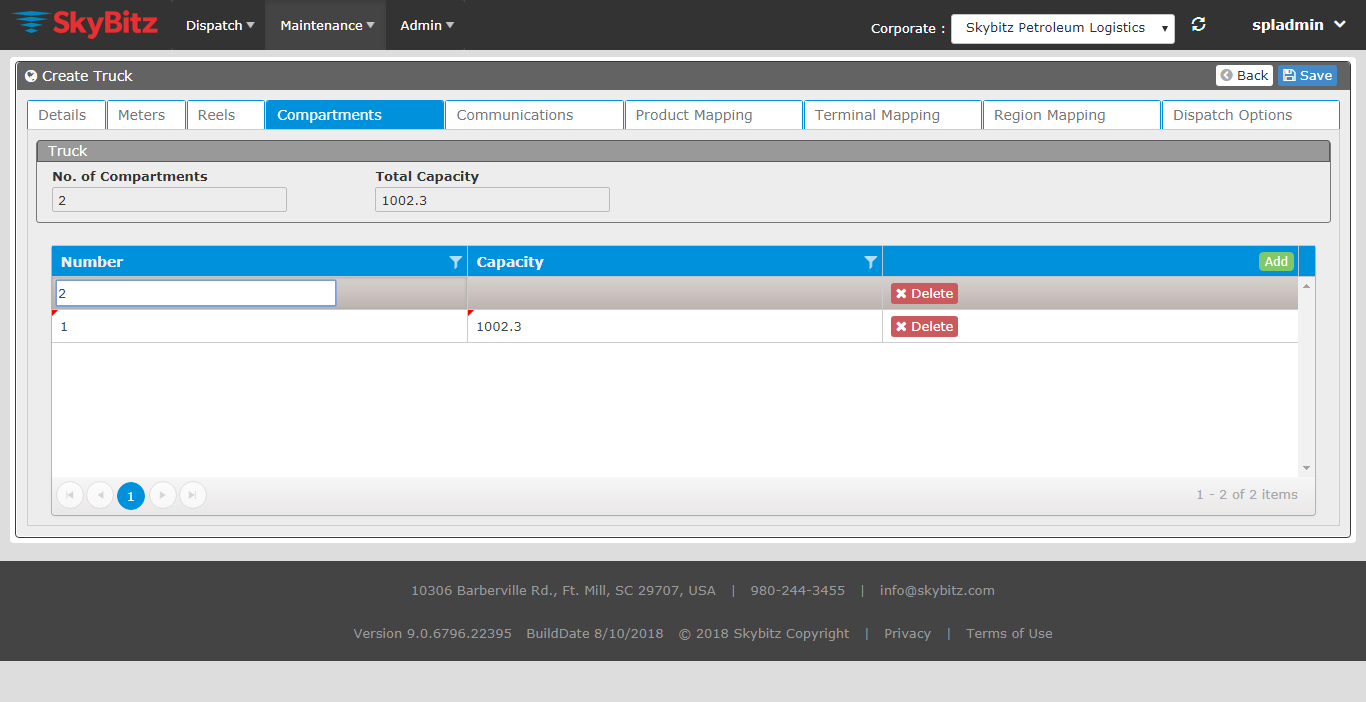 SkyBitz Dispatch Maintenance Admin Corporate : Skybitz Petroleum Logistics spladmin
Create Truck Back Save
Details Meters Reels Compartments Communications Product Mapping Terminal Mapping Region Mapping Dispatch Options
Truck
No. of Compartments Total Capacity
2 1002.3
Number Capacity Add
2 Delete
1 1002.3 Delete
1 1 - 2 of 2 items
10306 Barberville Rd., Ft. Mill, SC 29707, USA | 980-244-3455 | info@skybitz.com
Version 9.0.6796.22395 BuildDate 8/10/2018 © 2018 Skybitz Copyright | Privacy | Terms of Use